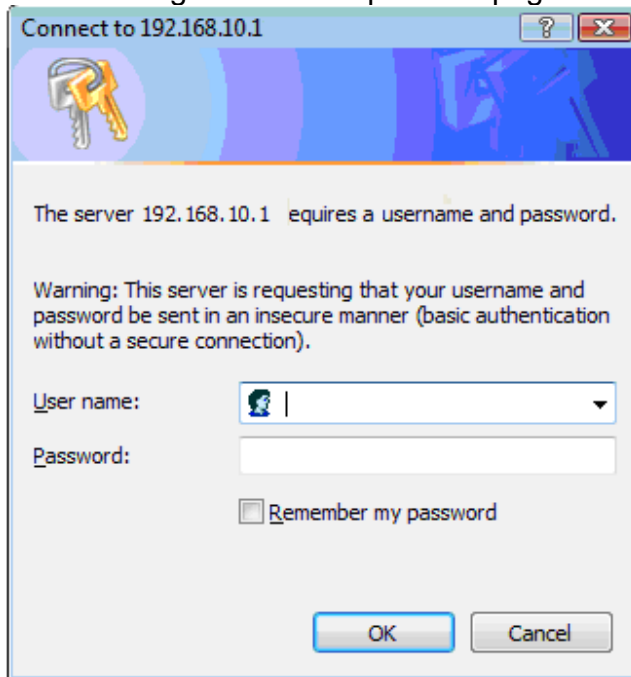 Connect to 192.168.10.1
The server 192.168.10.1 equires a username and password.
Warning: This server is requesting that your username and
password be sent in an insecure manner (basic authentication
without a secure connection).
User name:
Password:
Remember my password
OK Cancel